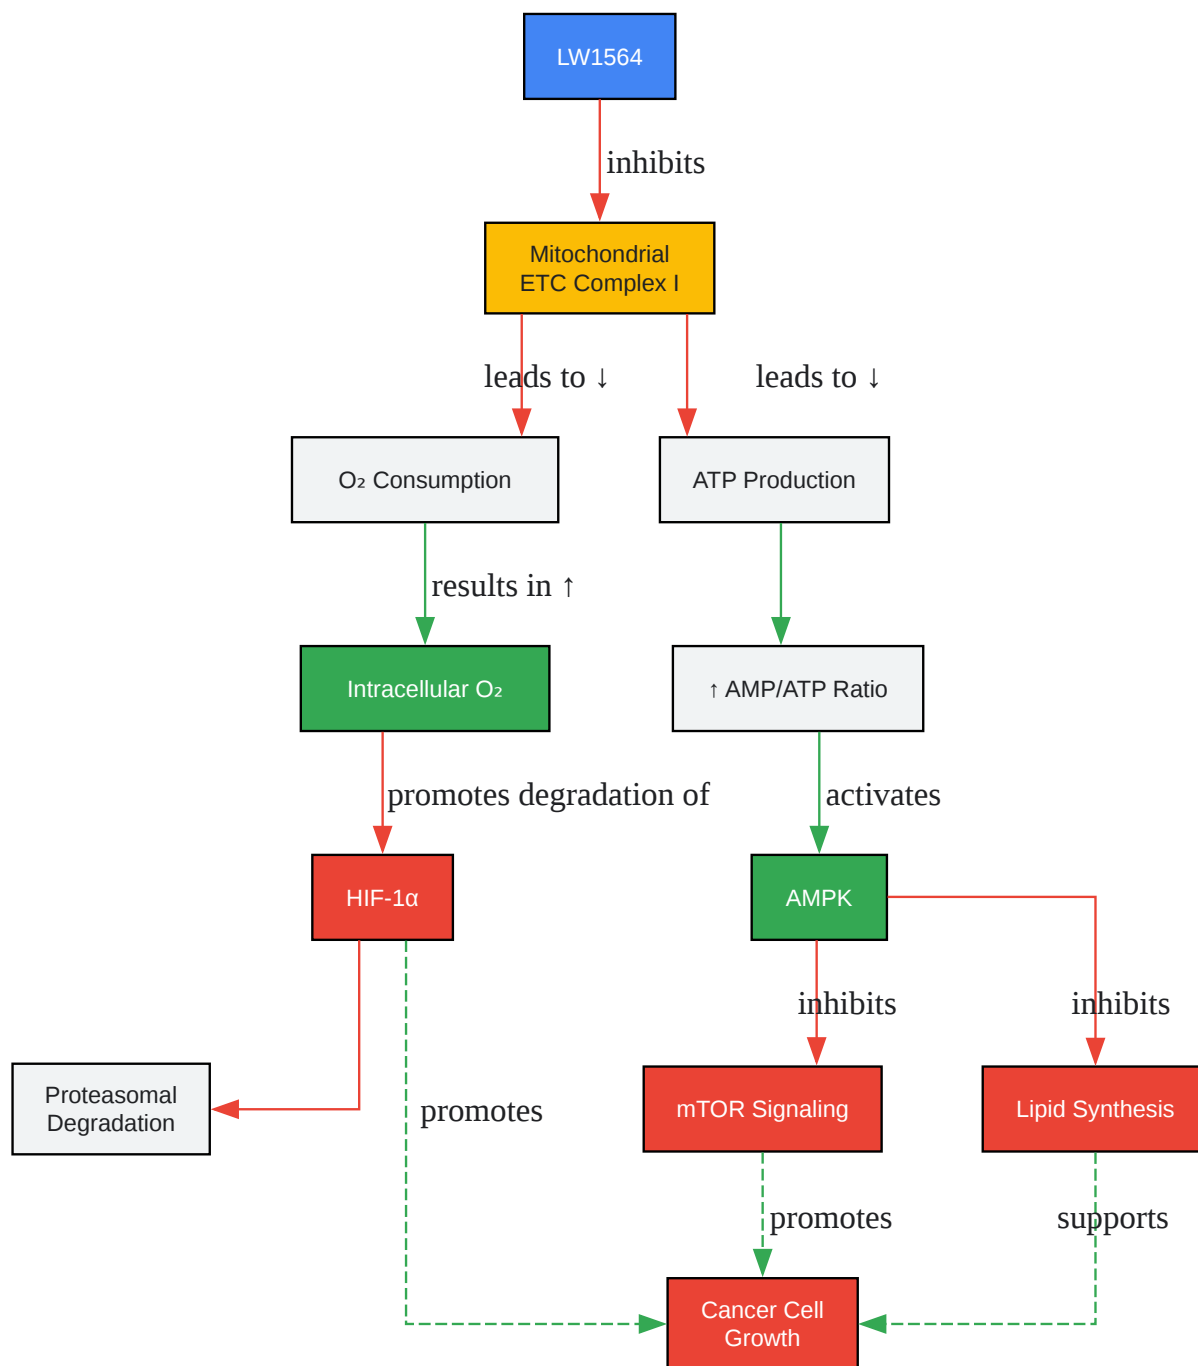 LW1564
inhibits
Mitochondrial
ETC Complex I
leads to ↓
leads to ↓
O₂ Consumption
ATP Production
results in ↑
Intracellular O₂
↑ AMP/ATP Ratio
promotes degradation of
activates
HIF-1α
AMPK
inhibits
inhibits
Proteasomal
Degradation
promotes
mTOR Signaling
Lipid Synthesis
promotes
supports
Cancer Cell
Growth